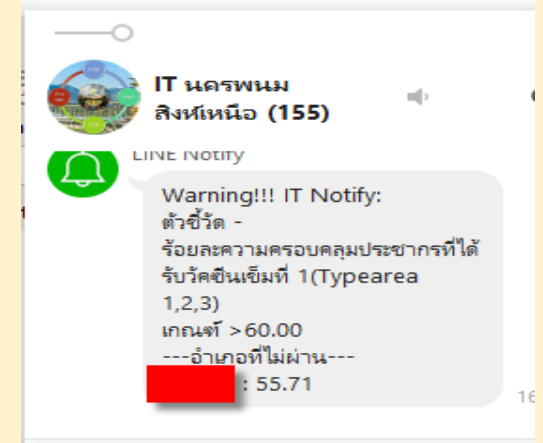 IT นครพนม
สิงห์เหนือ (155)
LINE Notify
Warning!!! IT Notify:
ตัวชี้วัด -
ร้อยละความครอบคลุมประชากรที่ได้
รับวัคซีนเข็มที่ 1(Typearea
1,2,3)
เกณฑ์ >60.00
---อำเภอที่ไม่ผ่าน---
: 55.71